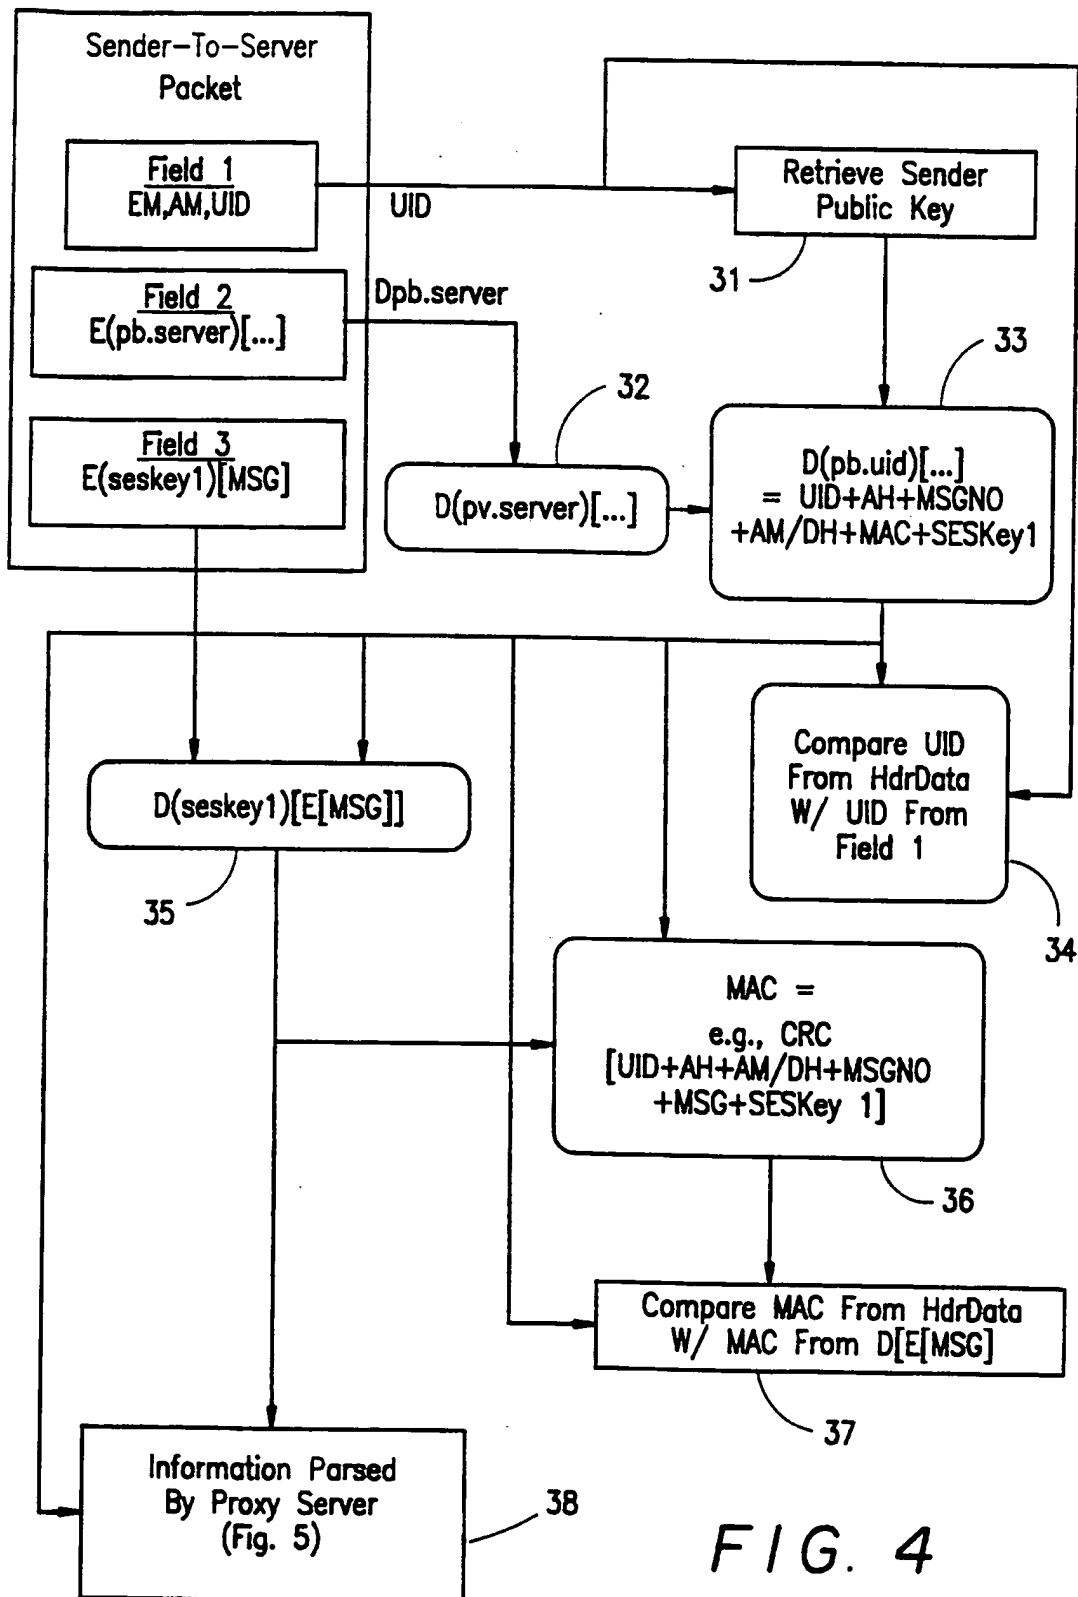 Sender-To-Server
Packet
Field 1
EM,AM,UID
UID
Retrieve Sender
Public Key
31
Field 2
E(pb.server)[...]
Dpb.server
Field 3
E(seskey1)[MSG]
32
D(pv.server)[...]
33
D(pb.uid)[...]
= UID+AH+MSGNO
+AM/DH+MAC+SESKey1
Compare UID
From HdrData
W/ UID From
Field 1
34
D(seskey1)[E[MSG]]
35
MAC =
e.g., CRC
[UID+AH+AM/DH+MSGNO
+MSG+SESKey 1]
36
Compare MAC From HdrData
W/ MAC From D[E[MSG]
37
Information Parsed
By Proxy Server
(Fig. 5)
38
FIG. 4